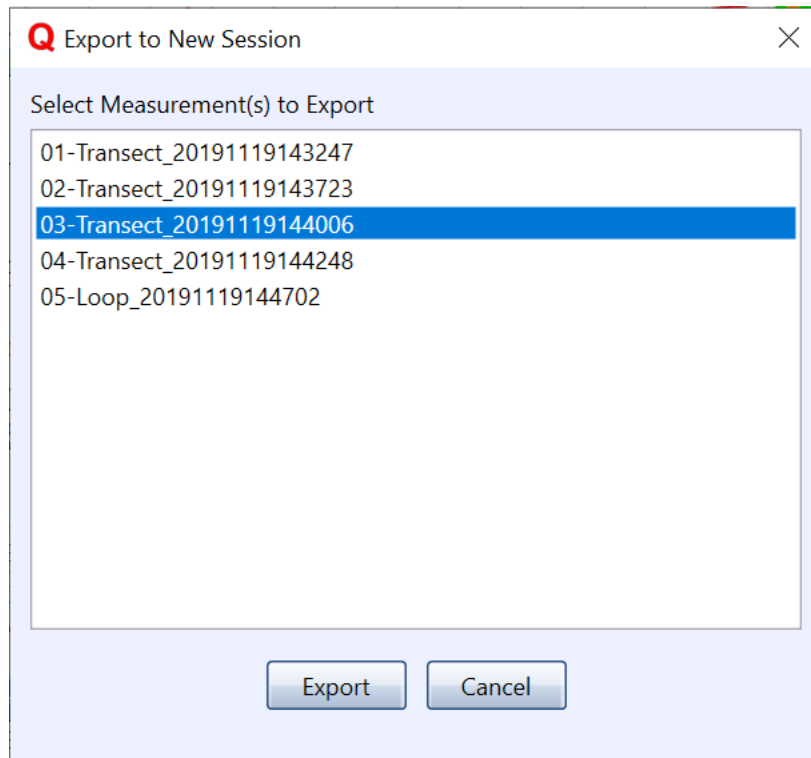 Q Export to New Session
Select Measurement(s) to Export
01-Transect_20191119143247
02-Transect_20191119143723
03-Transect_20191119144006
04-Transect_20191119144248
05-Loop_20191119144702
Export Cancel